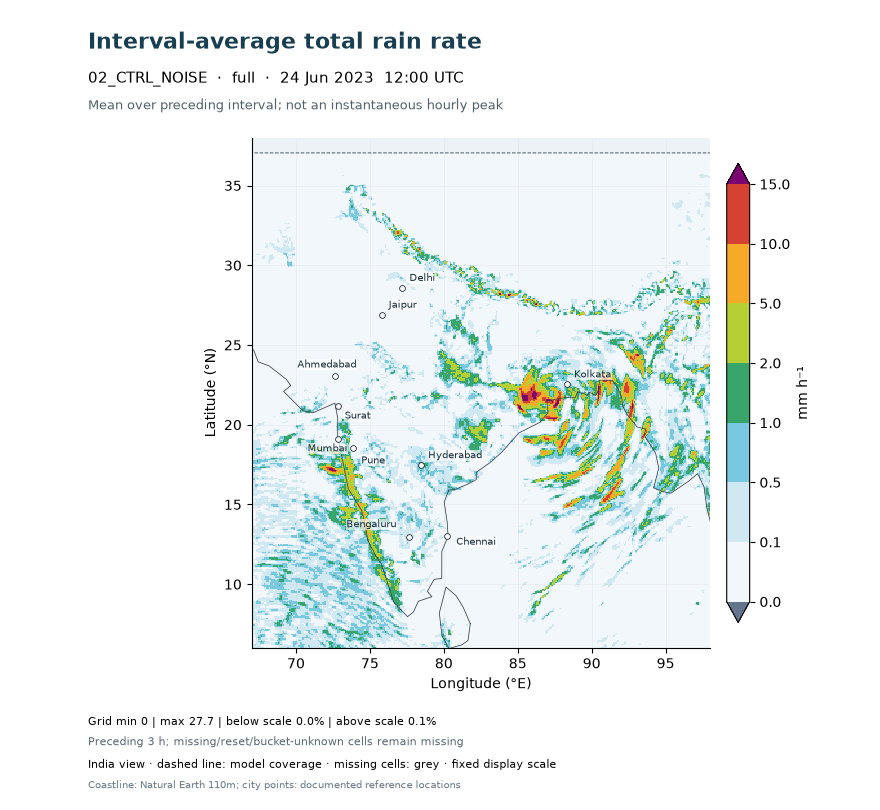 Interval-average total rain rate
02_CTRL_NOISE · full · 24 Jun 2023 12:00 UTC
Mean over preceding interval; not an instantaneous hourly peak
35
30
25
20
15
10
Latitude (°N)
70
75
80
85
90
95
Longitude (°E)
Delhi
Jaipur
Ahmedabad
Kolkata
Surat
Mumbai
Pune
Hyderabad
Bengaluru
Chennai
15.0
10.0
5.0
2.0
1.0
0.5
0.1
0.0
mm h⁻¹
Grid min 0 | max 27.7 | below scale 0.0% | above scale 0.1%
Preceding 3 h; missing/reset/bucket-unknown cells remain missing
India view · dashed line: model coverage · missing cells: grey · fixed display scale
Coastline: Natural Earth 110m; city points: documented reference locations